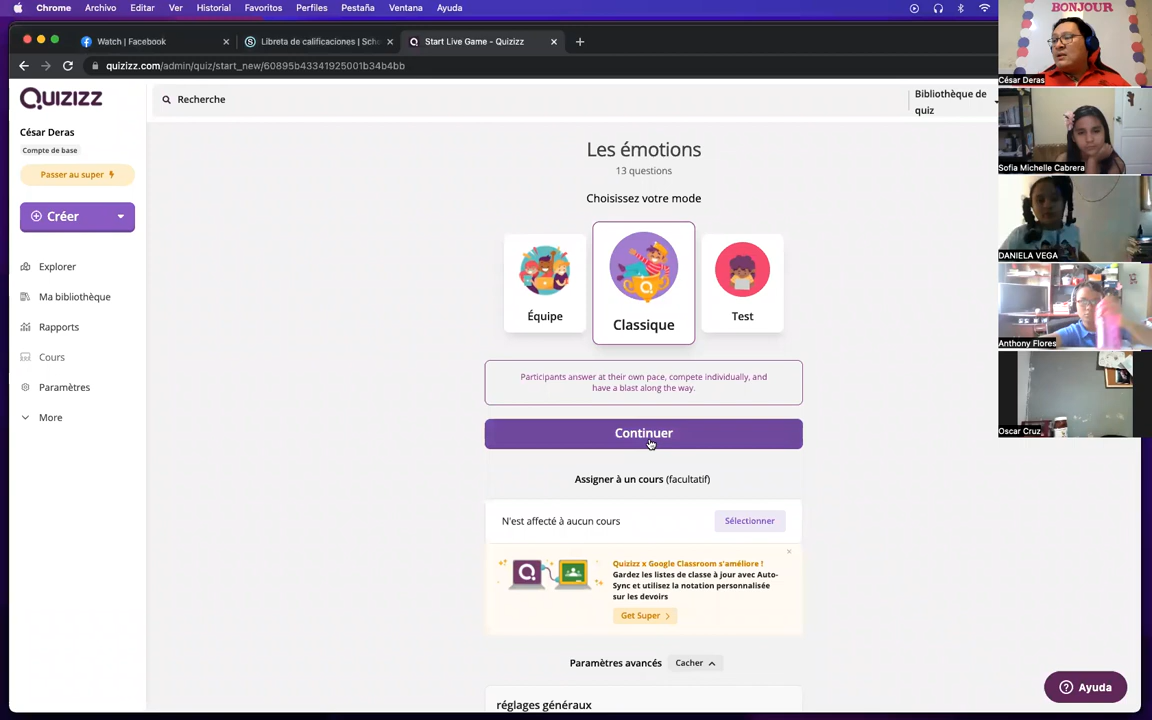 Chrome Archivo Editar Ver Historial Favoritos Perfiles Pestaña Ventana Ayuda
Watch | Facebook
Libreta de calificaciones | Sch
Start Live Game - Quizizz
quizizz.com/admin/quiz/start_new/60895b43341925001b34b4bb
QUIZIZZ
Recherche
Bibliothèque de
quiz
César Deras
Compte de base
Passer au super
Créer
Explorer
Ma bibliothèque
Rapports
Cours
Paramètres
More
Les émotions
13 questions
Choisissez votre mode
Équipe
Classique
Test
Participants answer at their own pace, compete individually, and
have a blast along the way.
Continuer
Assigner à un cours (facultatif)
N'est affecté à aucun cours
Sélectionner
Quizizz x Google Classroom s'améliore !
Gardez les listes de classe à jour avec Auto-
Sync et utilisez la notation personnalisée
sur les devoirs
Get Super >
Paramètres avancés
Cacher
réglages généraux
Ayuda
BONJOUR
César Deras
Sofia Michelle Cabrera
DANIELA VEGA
Anthony Flores
Oscar Cruz